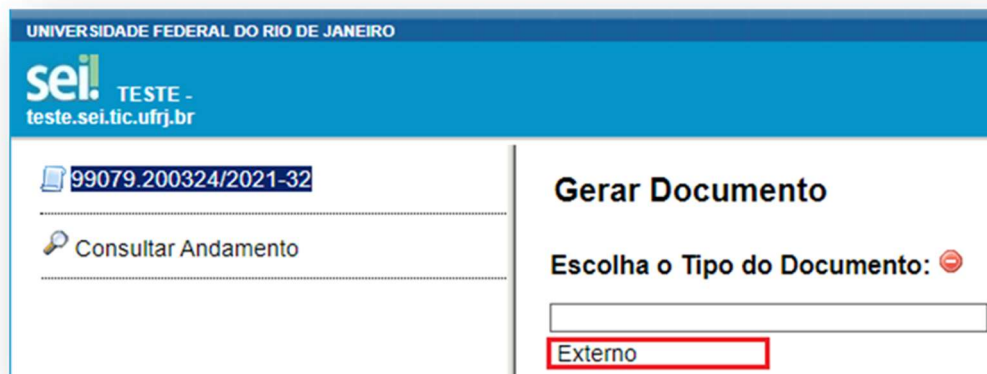 UNIVERSIDADE FEDERAL DO RIO DE JANEIRO
sei! TESTE -
teste.sei.tic.ufrj.br
99079.200324/2021-32
Consultar Andamento
Gerar Documento
Escolha o Tipo do Documento:
Externo